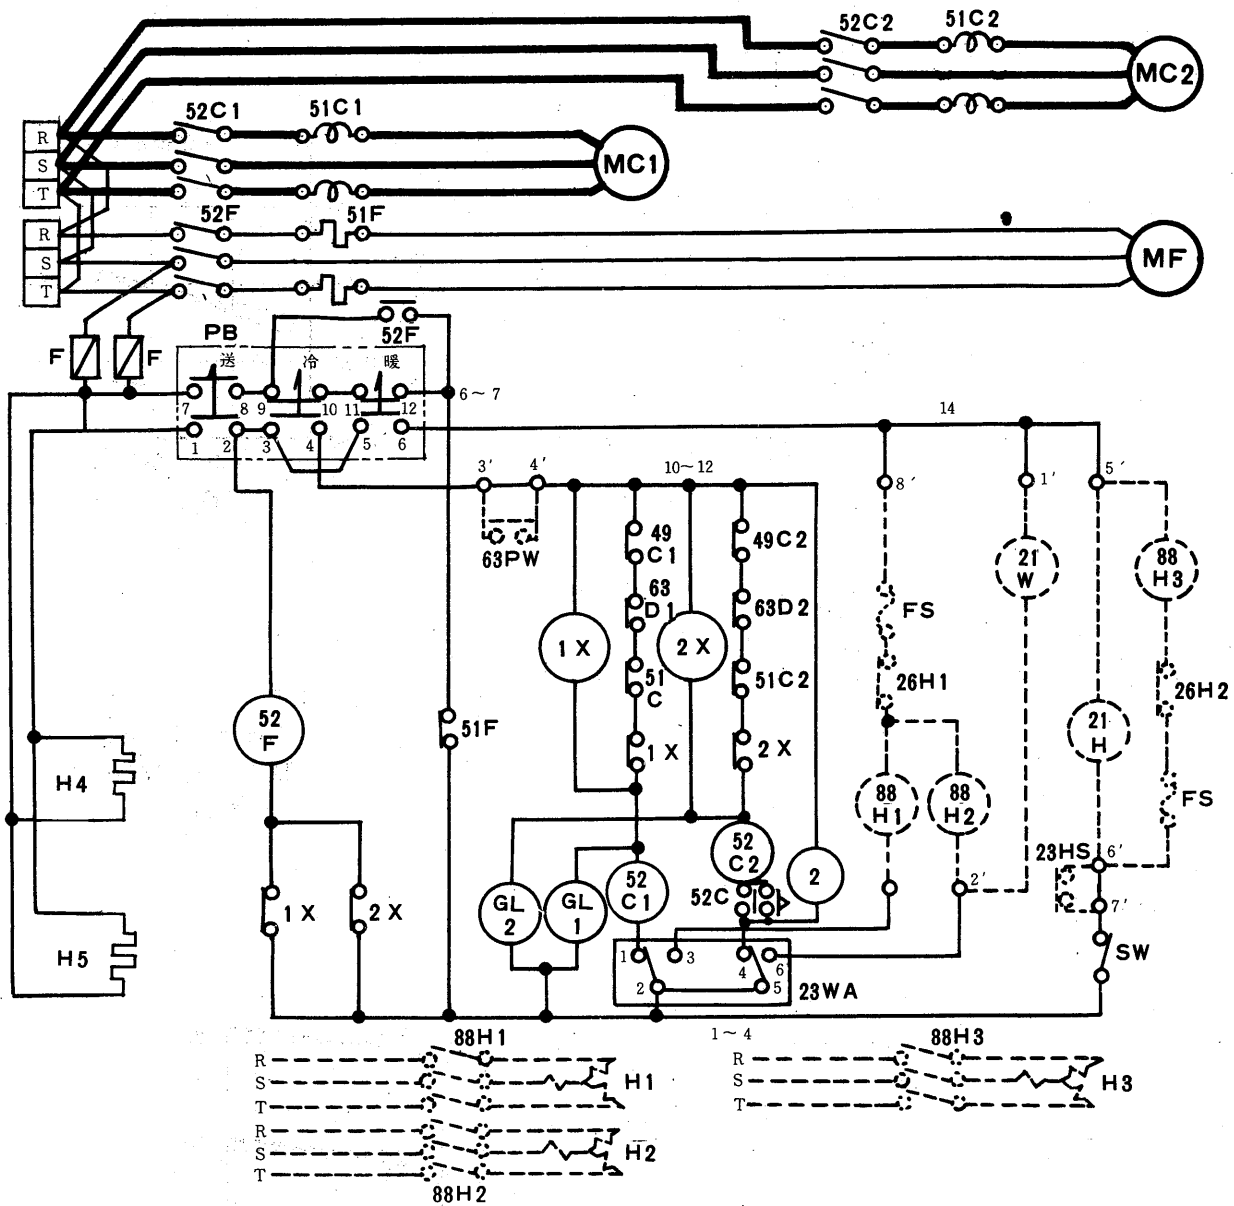 52C2 51C2
MC2
52C1 51C1
R
S
T
MC1
52F 51F
R
S
T
MF
F F PB
52F
送 冷 暖
7 8 9 10 11 12
6～7
1 2 3 4 5 6
14
3' 4' 10～12 8' 1' 5'
63PW
49
C1
49C2
21
W
88
H3
63
D1
63D2
FS
1X 2X
51
C
51C2
26H1 26H2
52
F
51F
1X 2X
21
H
H4
88
H1
88
H2
FS
52
C2
23HS 6'
2
2'
52
C1
52C
7'
1X 2X
GL
2
GL
1
SW
H5
1 3 4 6
2 5
23WA
1～4
88H1
R
S H1
T
88H3
R
S H3
T
R
S H2
T
88H2